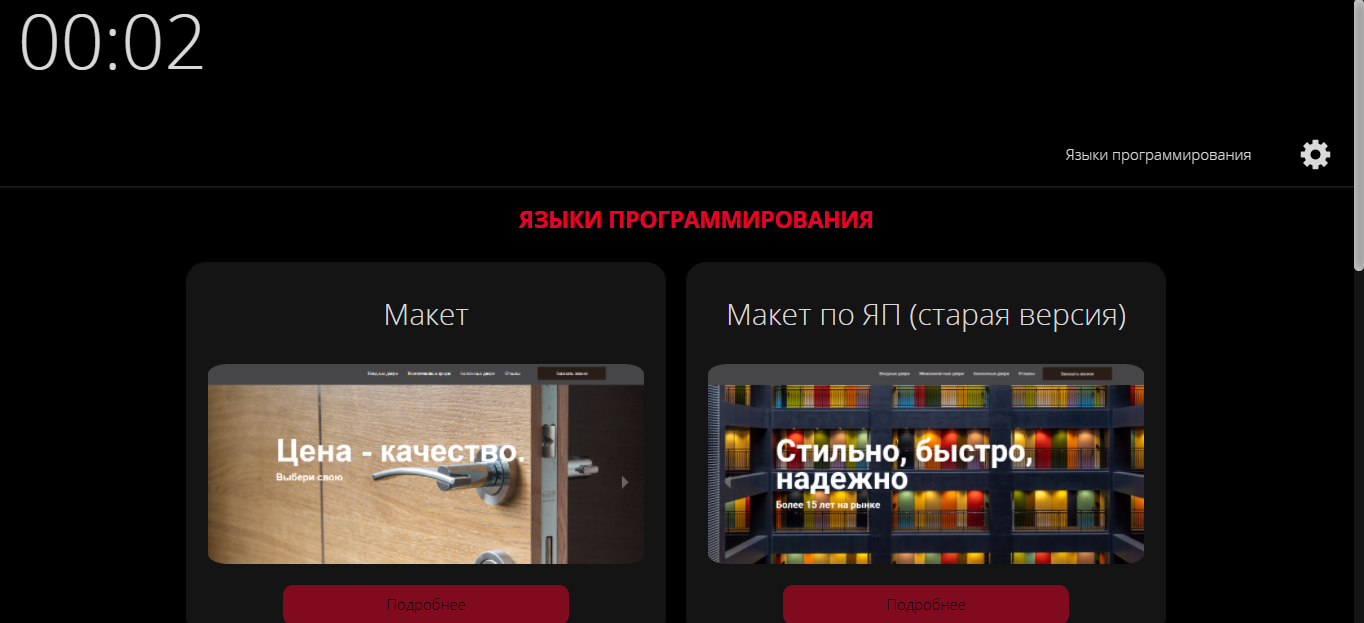 00:02
Языки программирования
ЯЗЫКИ ПРОГРАММИРОВАНИЯ
Макет
Макет по ЯП (старая версия)
Входные двери Межкомнатные двери Балконные двери Отзывы Заказать звонок
Цена - качество.
Выбери свою
Входные двери Межкомнатные двери Балконные двери Отзывы Заказать звонок
Стильно, быстро,
надежно
Более 15 лет на рынке
Подробнее
Подробнее